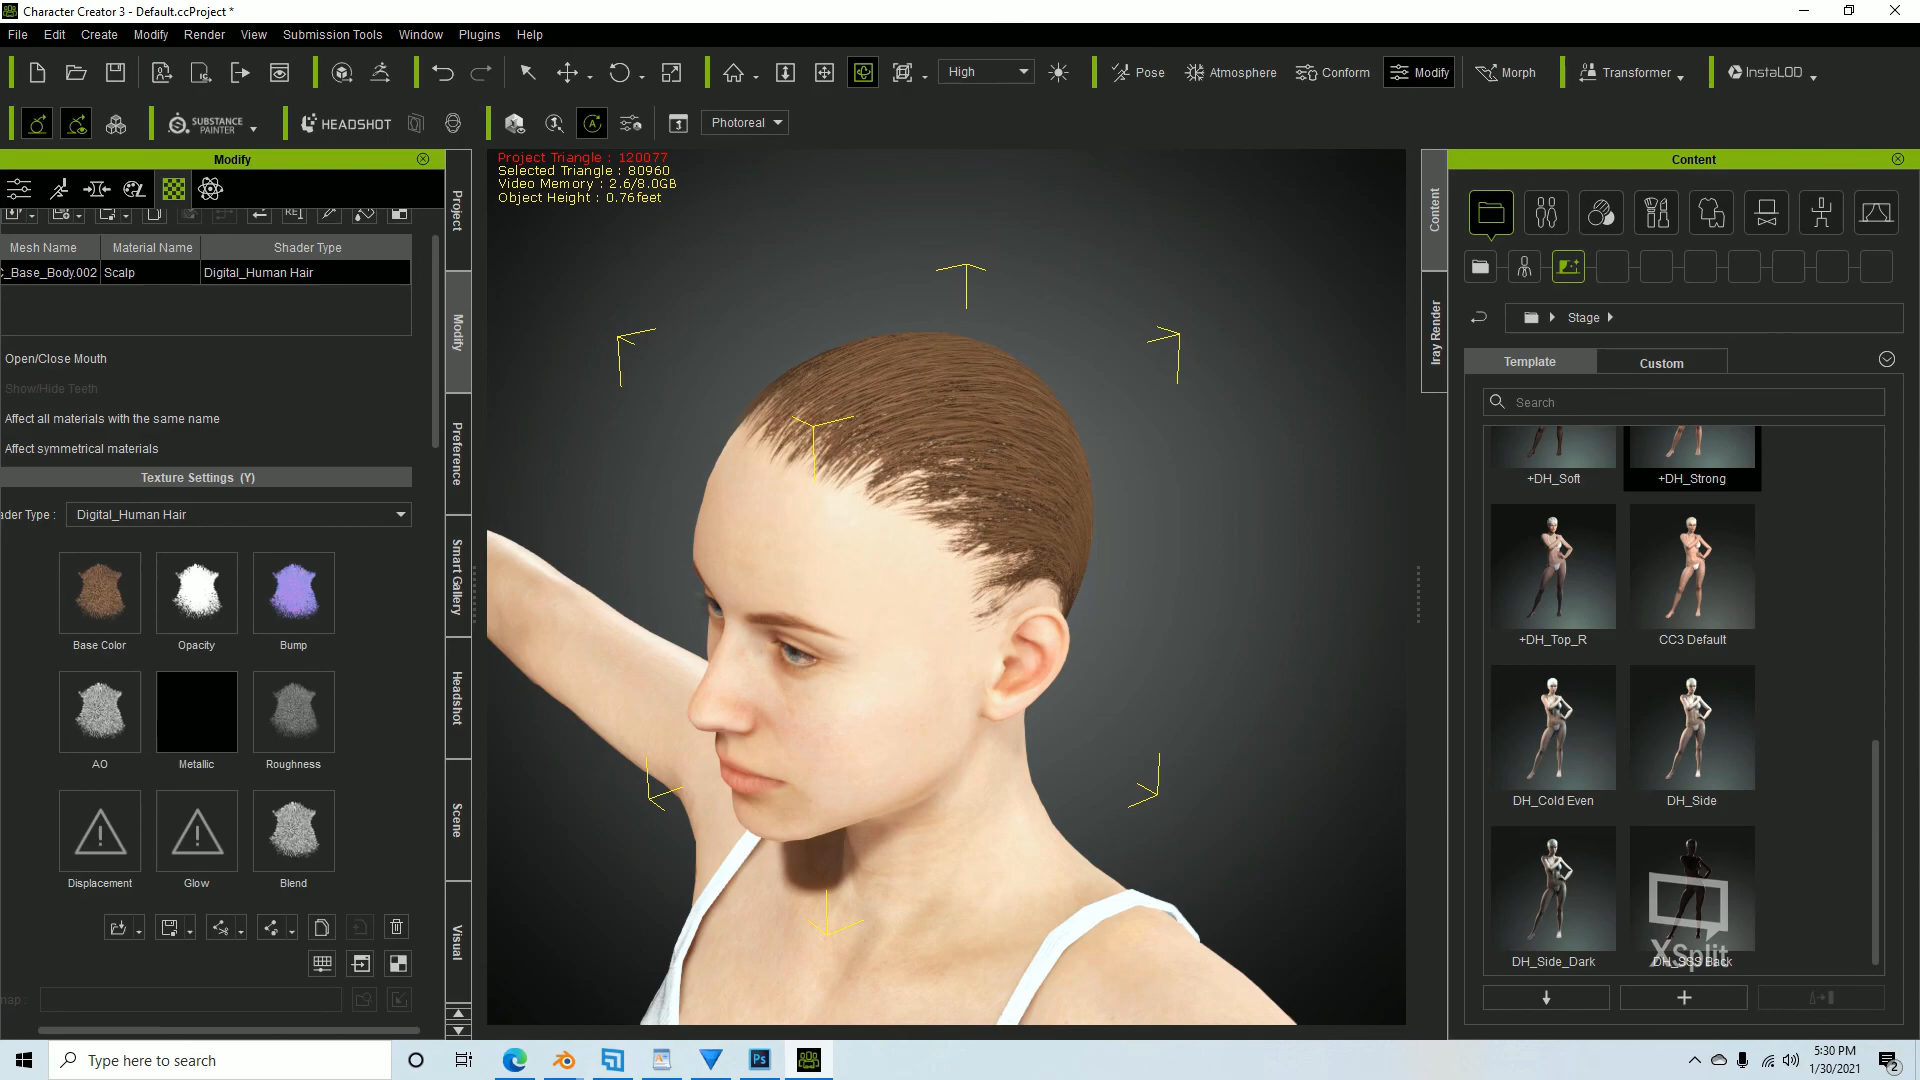 Character Creator 3 - Default.ccProject *
File Edit Create Modify Render View Submission Tools Window Plugins Help
High Pose Atmosphere Conform Modify Morph Transformer InstaLOD
SUBSTANCE PAINTER HEADSHOT Photoreal
Modify
REI
Mesh Name Material Name Shader Type
C_Base_Body.002 Scalp Digital_Human Hair
Open/Close Mouth
Show/Hide Teeth
Affect all materials with the same name
Affect symmetrical materials
Texture Settings (Y)
ader Type : Digital_Human Hair
Base Color Opacity Bump
AO Metallic Roughness
Displacement Glow Blend
map :
Project
Modify
Preference
Smart Gallery
Headshot
Scene
Visual
Project Triangle : 120077
Selected Triangle : 80960
Video Memory : 2.6/8.0GB
Object Height : 0.76feet
Content
Iray Render
Content
Stage
Template Custom
Search
+DH_Soft +DH_Strong
+DH_Top_R CC3 Default
DH_Cold Even DH_Side
DH_Side_Dark DH_SSS Back
XSplit
Type here to search
Ps
5:30 PM
1/30/2021
2